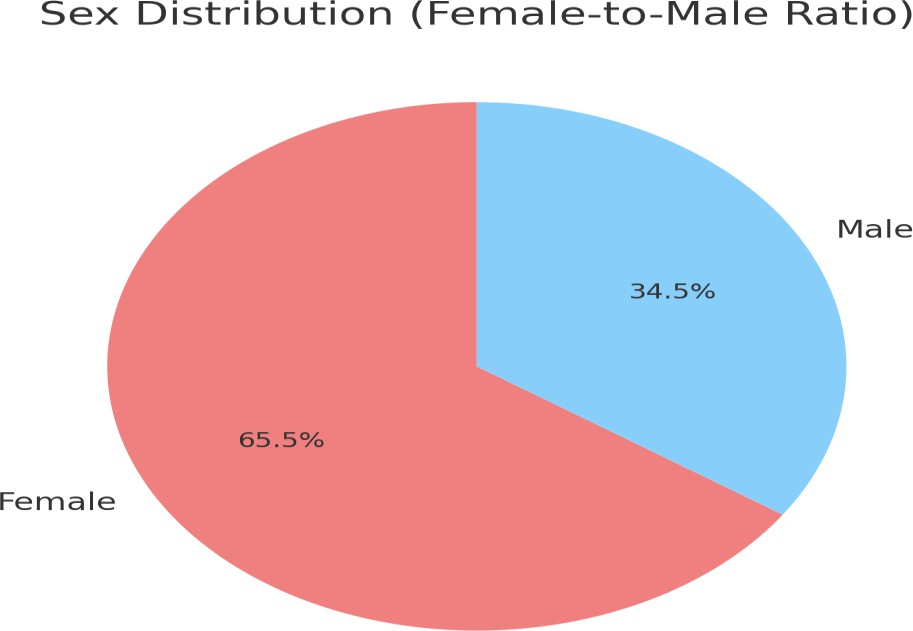 Sex Distribution (Female-to-Male Ratio)
Male
34.5%
65.5%
Female